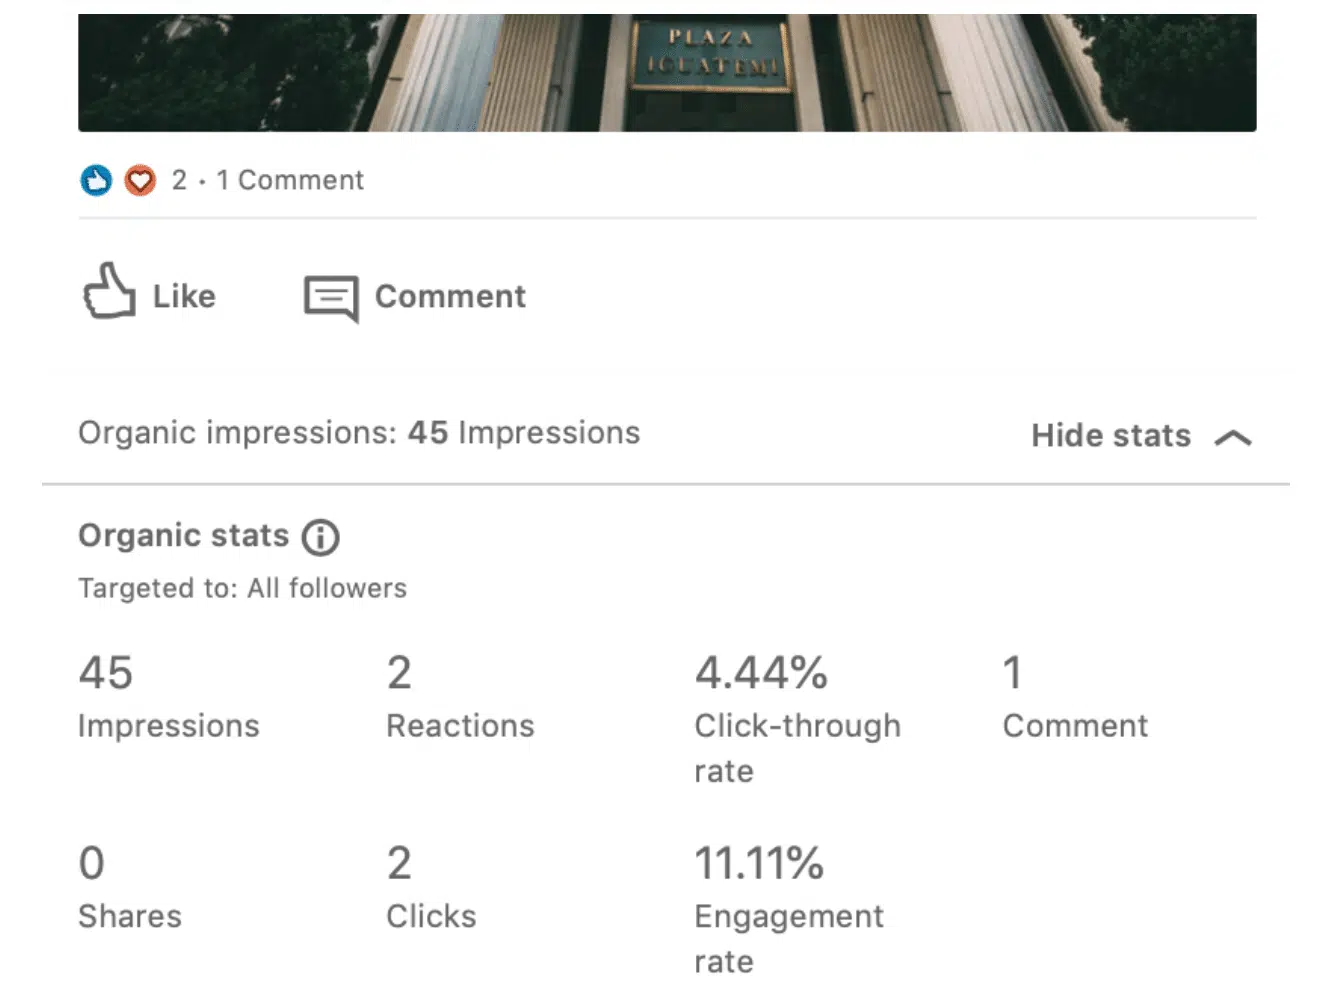 PLAZA
IGUATEMI
2 · 1 Comment
Like
Comment
Organic impressions: 45 Impressions
Hide stats
Organic stats
Targeted to: All followers
45
Impressions
2
Reactions
4.44%
Click-through
rate
1
Comment
0
Shares
2
Clicks
11.11%
Engagement
rate